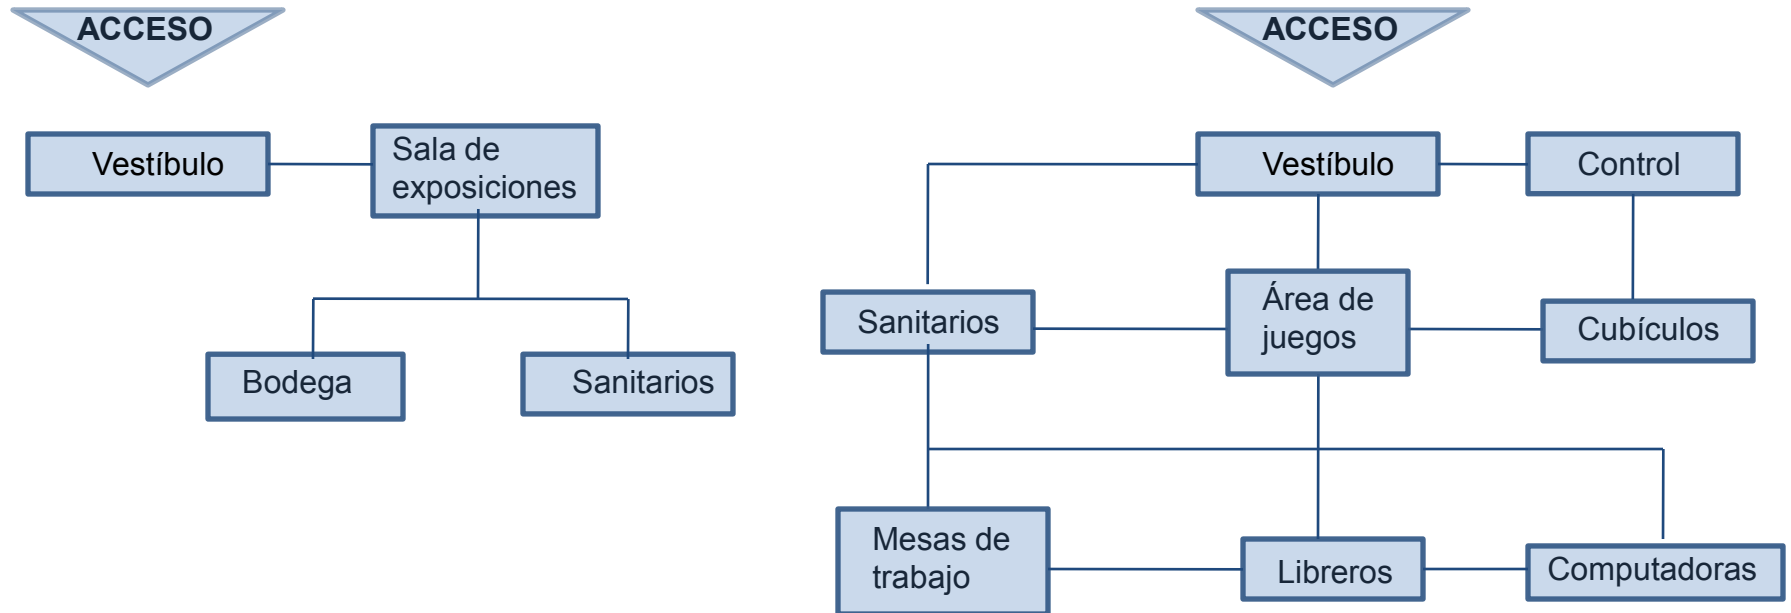 ACCESO
Vestíbulo
Sala de
exposiciones
Bodega
Sanitarios
ACCESO
Vestíbulo
Control
Sanitarios
Área de
juegos
Cubículos
Mesas de
trabajo
Libreros
Computadoras